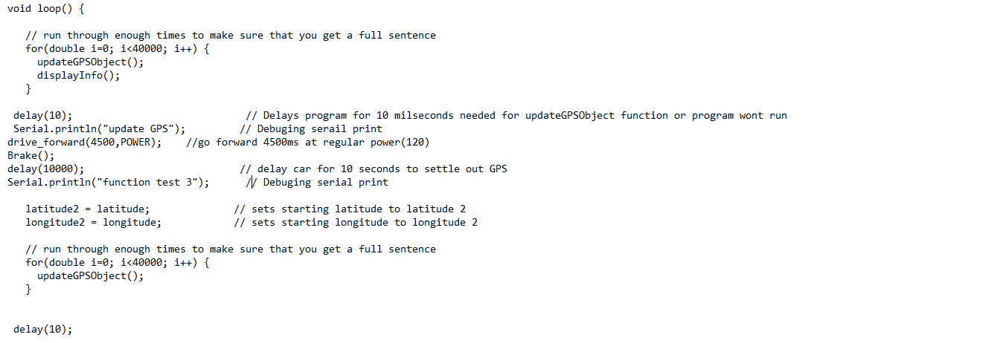 void loop() {
// run through enough times to make sure that you get a full sentence
for(double i=0; i<40000; i++) {
updateGPSObject();
displayInfo();
}
delay(10); // Delays program for 10 milseconds needed for updateGPSObject function or program wont run
Serial.println("update GPS"); // Debuging serail print
drive_forward(4500,POWER); //go forward 4500ms at regular power(120)
Brake();
delay(10000); // delay car for 10 seconds to settle out GPS
Serial.println("function test 3"); // Debuging serial print
latitude2 = latitude; // sets starting latitude to latitude 2
longitude2 = longitude; // sets starting longitude to longitude 2
// run through enough times to make sure that you get a full sentence
for(double i=0; i<40000; i++) {
updateGPSObject();
}
delay(10);